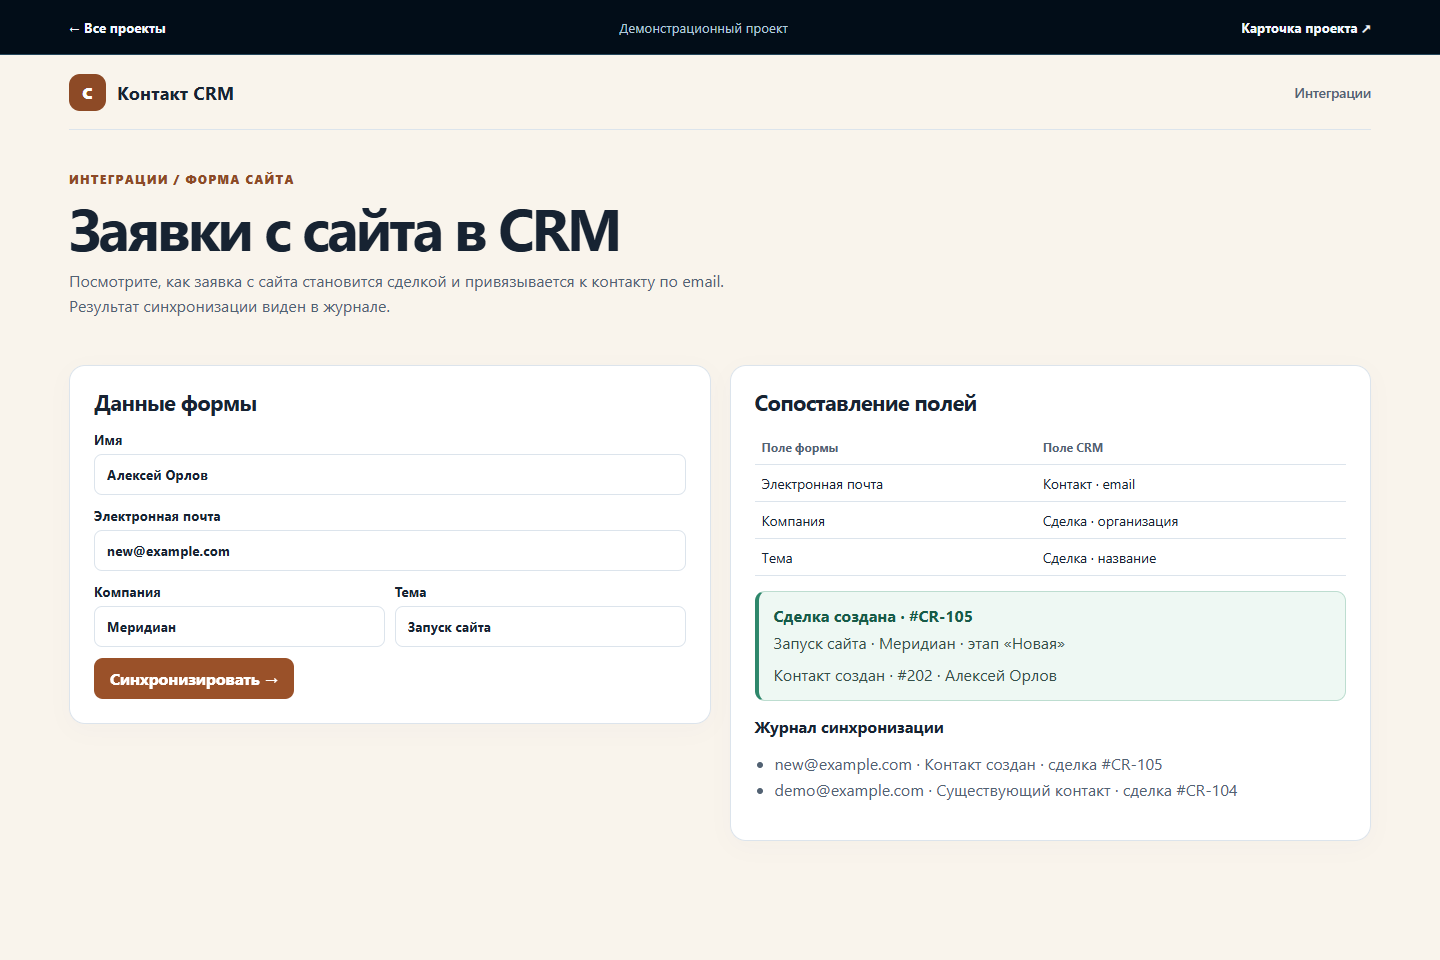 ← Все проекты
Демонстрационный проект
Карточка проекта ↗
C
Контакт CRM
Интеграции
ИНТЕГРАЦИИ / ФОРМА САЙТА
Заявки с сайта в CRM
Посмотрите, как заявка с сайта становится сделкой и привязывается к контакту по email.
Результат синхронизации виден в журнале.
Данные формы
Имя
Алексей Орлов
Электронная почта
new@example.com
Компания
Тема
Меридиан
Запуск сайта
Синхронизировать →
Сопоставление полей
Поле формы
Поле CRM
Электронная почта
Контакт · email
Компания
Сделка · организация
Тема
Сделка · название
Сделка создана · #CR-105
Запуск сайта · Меридиан · этап «Новая»
Контакт создан · #202 · Алексей Орлов
Журнал синхронизации
• new@example.com · Контакт создан · сделка #CR-105
• demo@example.com · Существующий контакт · сделка #CR-104